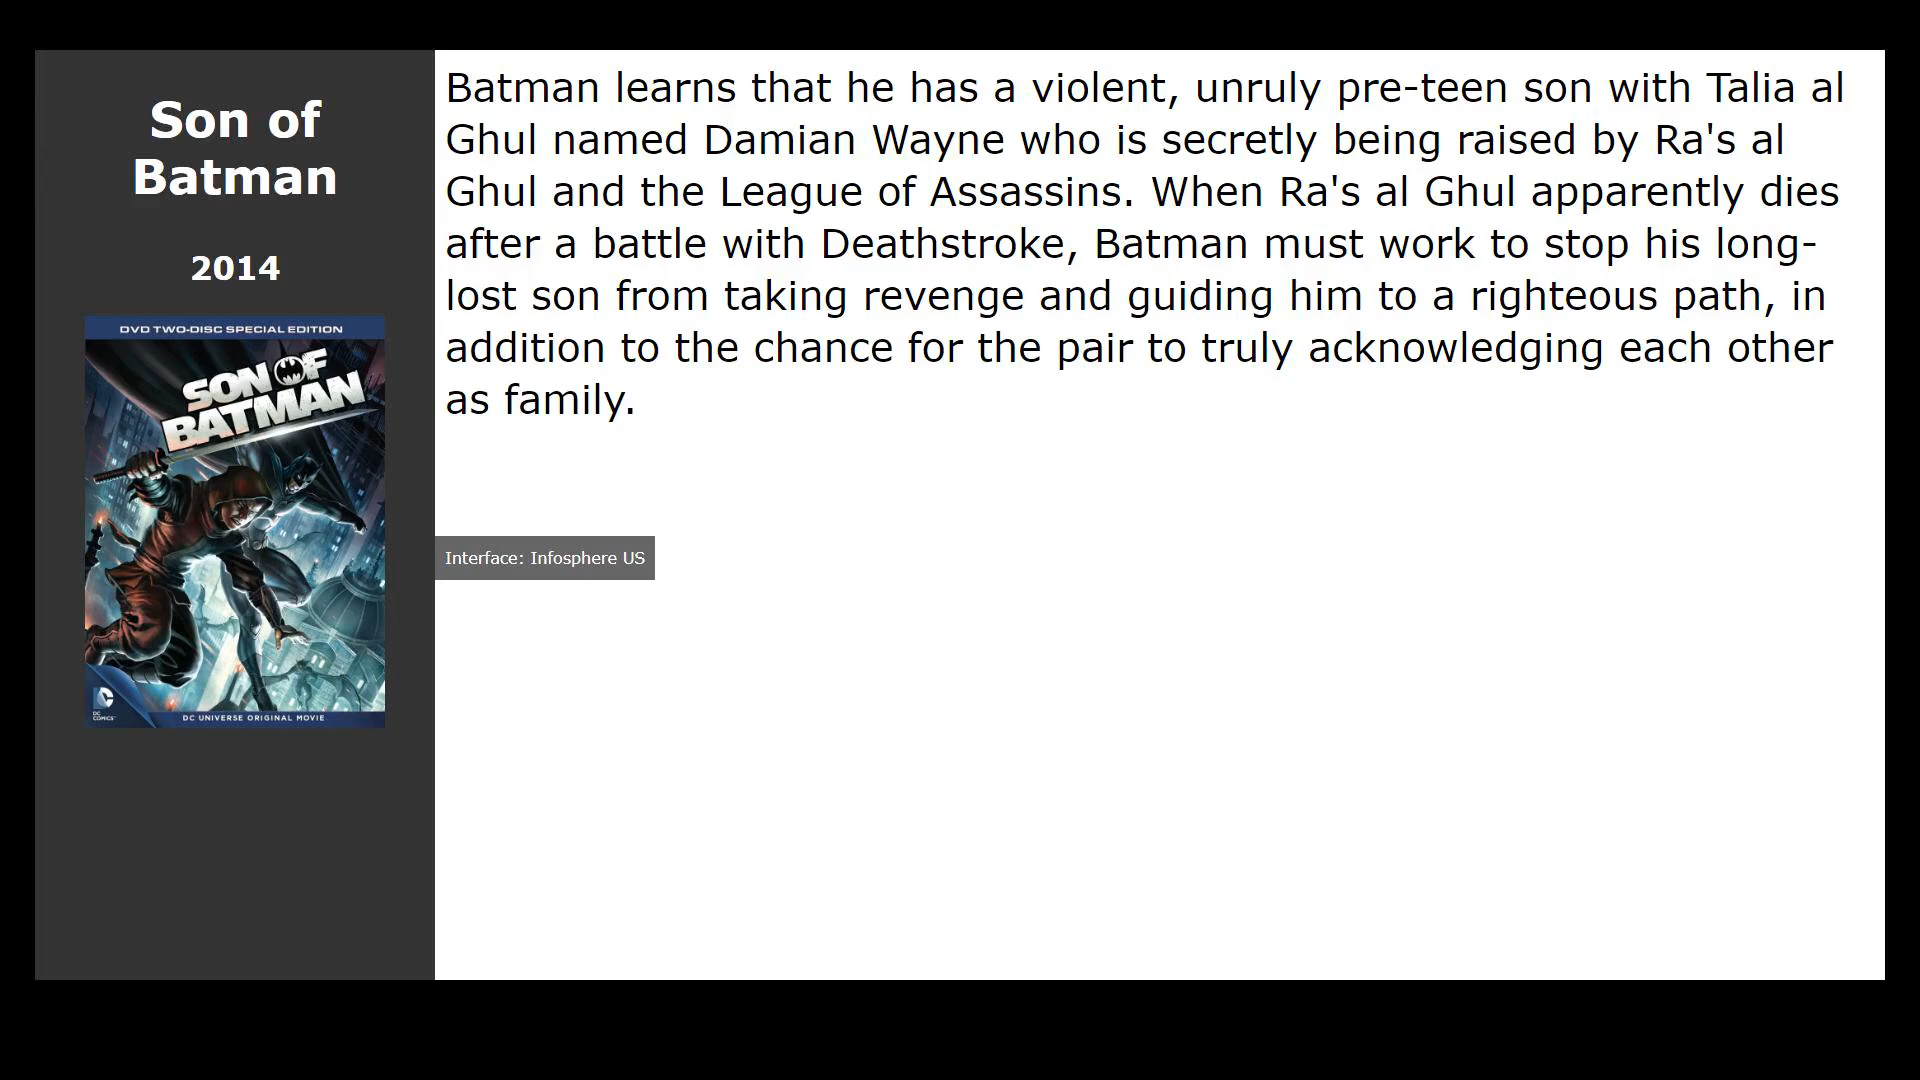 Son of
Batman
2014
DVD TWO-DISC SPECIAL EDITION
SON OF
BATMAN
DC
COMICS™
DC UNIVERSE ORIGINAL MOVIE
Batman learns that he has a violent, unruly pre-teen son with Talia al
Ghul named Damian Wayne who is secretly being raised by Ra's al
Ghul and the League of Assassins. When Ra's al Ghul apparently dies
after a battle with Deathstroke, Batman must work to stop his long-
lost son from taking revenge and guiding him to a righteous path, in
addition to the chance for the pair to truly acknowledging each other
as family.
Interface: Infosphere US